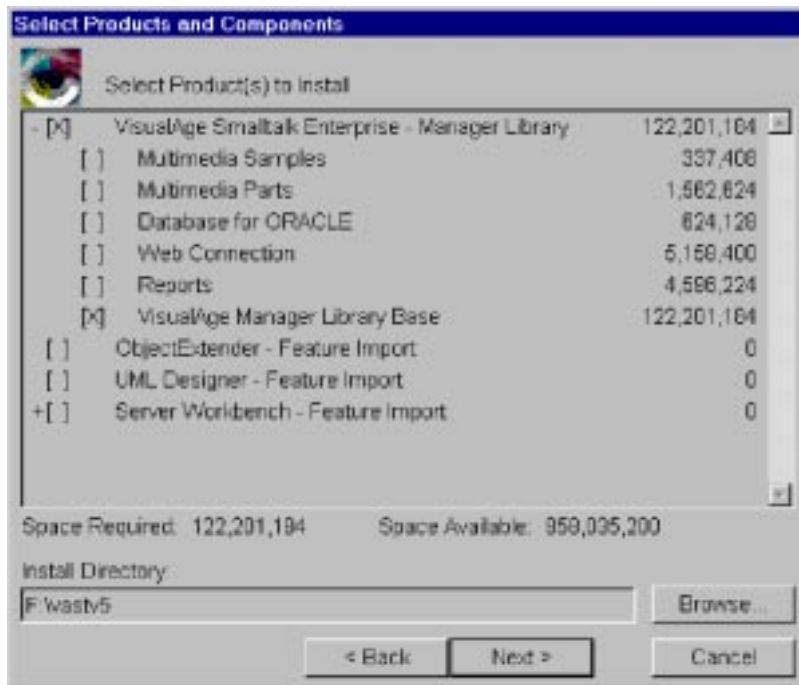 Select Products and Components
Select Product(s) to Install
- [X] VisualAge Smalltalk Enterprise - Manager Library 122,201,184
[ ] Multimedia Samples 337,408
[ ] Multimedia Parts 1,562,624
[ ] Database for ORACLE 624,128
[ ] Web Connection 5,159,400
[ ] Reports 4,596,224
[X] VisualAge Manager Library Base 122,201,184
[ ] ObjectExtender - Feature Import 0
[ ] UML Designer - Feature Import 0
+[ ] Server Workbench - Feature Import 0
Space Required: 122,201,184 Space Available: 959,035,200
Install Directory:
F:\vastv5 Browse...
< Back Next > Cancel